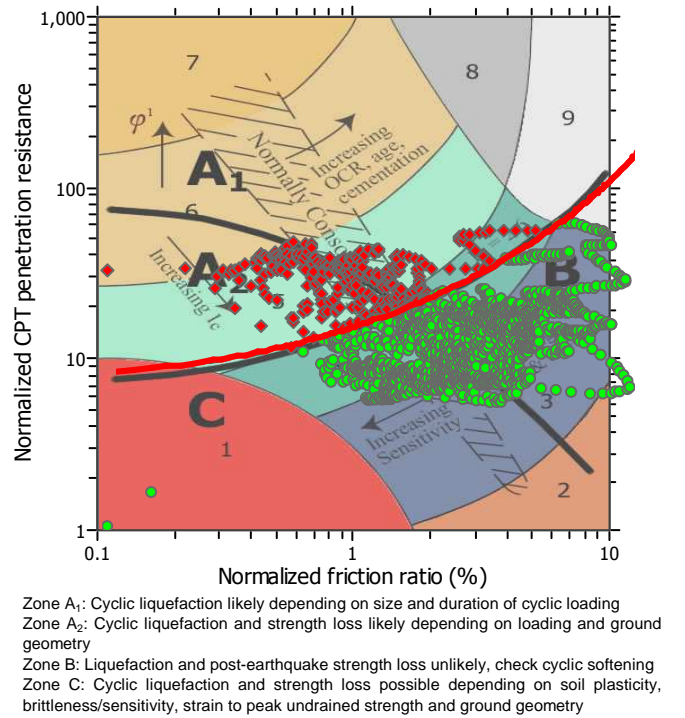 1,000
7
8
9
φ¹
Normally Conso
Increasing
OCR, age,
cementation
A₁
100
6
A₂
Increasing Ic
B
10
C
1
Increasing
Sensitivity
&
3
2
1
0.1
1
10
Normalized CPT penetration resistance
Normalized friction ratio (%)
Zone A₁: Cyclic liquefaction likely depending on size and duration of cyclic loading
Zone A₂: Cyclic liquefaction and strength loss likely depending on loading and ground
geometry
Zone B: Liquefaction and post-earthquake strength loss unlikely, check cyclic softening
Zone C: Cyclic liquefaction and strength loss possible depending on soil plasticity,
brittleness/sensitivity, strain to peak undrained strength and ground geometry